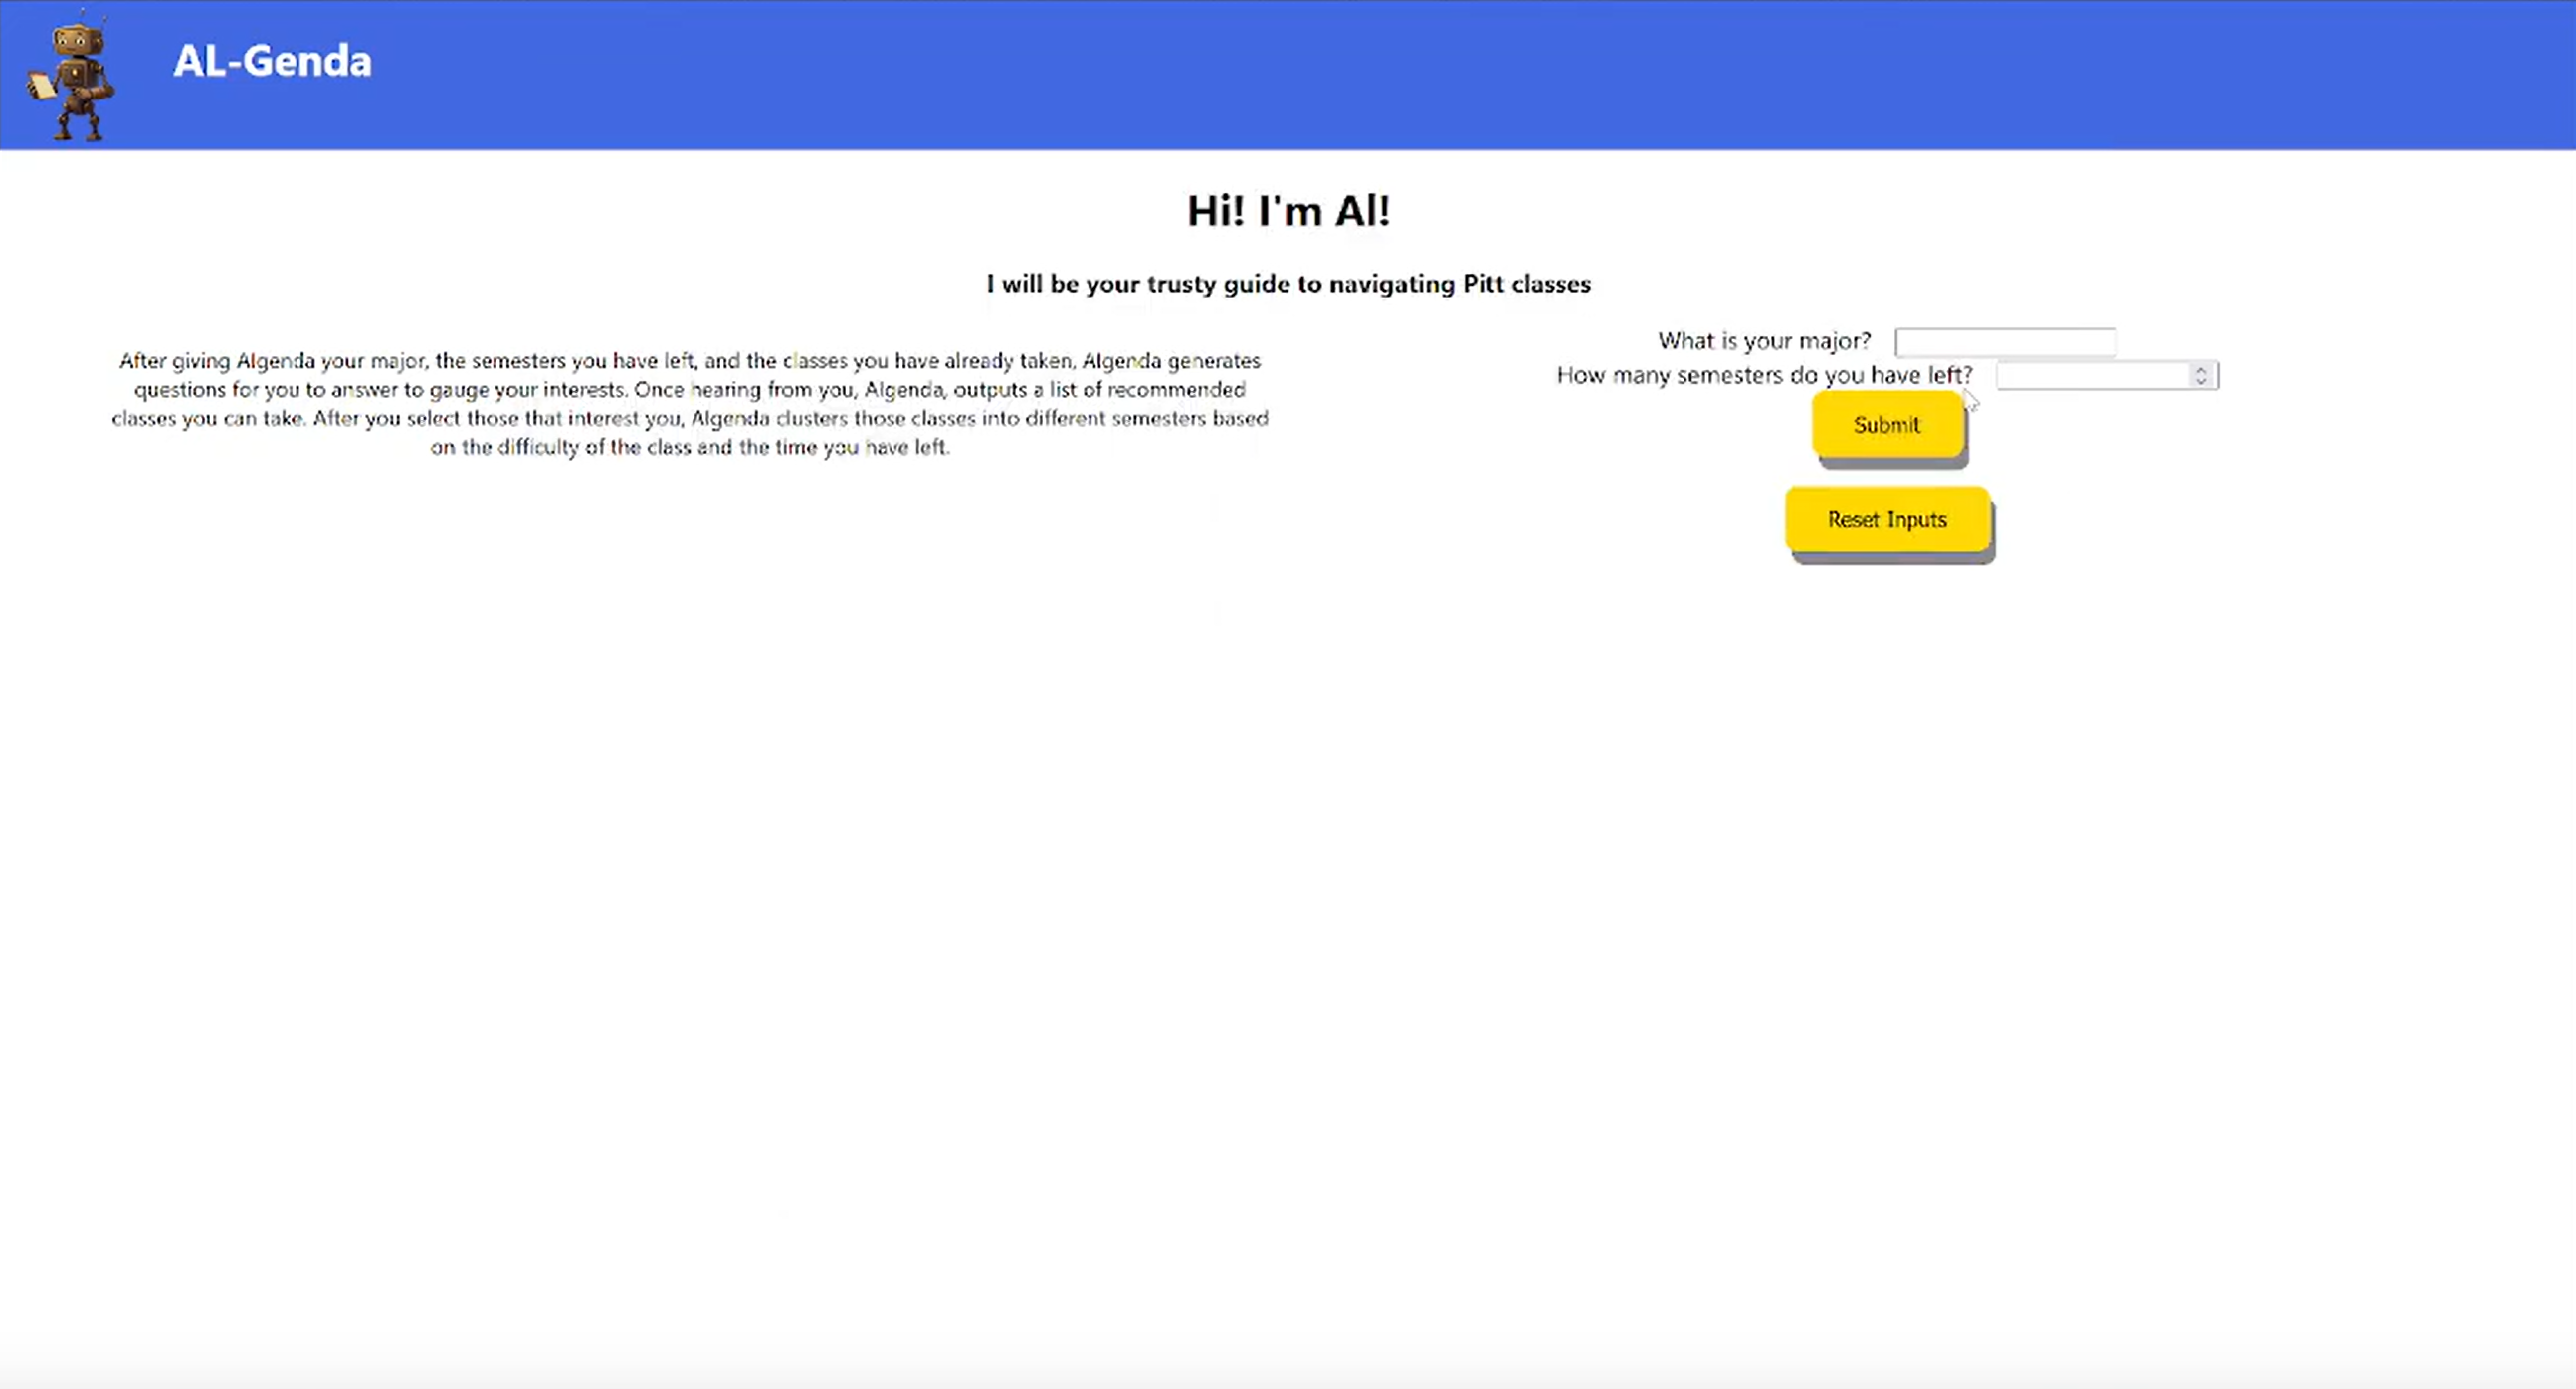 AL-Genda
Hi! I'm Al!
I will be your trusty guide to navigating Pitt classes
After giving Algenda your major, the semesters you have left, and the classes you have already taken, Algenda generates
questions for you to answer to gauge your interests. Once hearing from you, Algenda, outputs a list of recommended
classes you can take. After you select those that interest you, Algenda clusters those classes into different semesters based
on the difficulty of the class and the time you have left.
What is your major?
How many semesters do you have left?
Submit
Reset Inputs